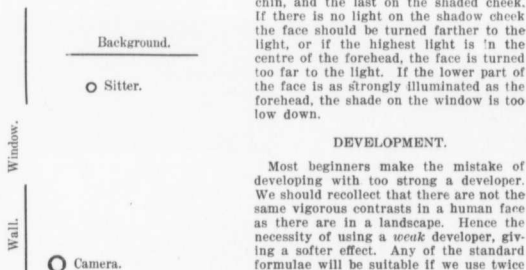 Background.
Sitter.
Window.
Wall.
Camera.
chin, and the last on the shaded cheek.
If there is no light on the shadow cheek
the face should be turned farther to the
light, or if the highest light is in the
centre of the forehead, the face is turned
too far to the light. If the lower part of
the face is as strongly illuminated as the
forehead, the shade on the window is too
low down.
DEVELOPMENT.
Most beginners make the mistake of
developing with too strong a developer.
We should recollect that there are not the
same vigorous contrasts in a human face
as there are in a landscape. Hence the
necessity of using a weak developer, giv-
ing a softer effect. Any of the standard
formulae will be suitable if we use twice